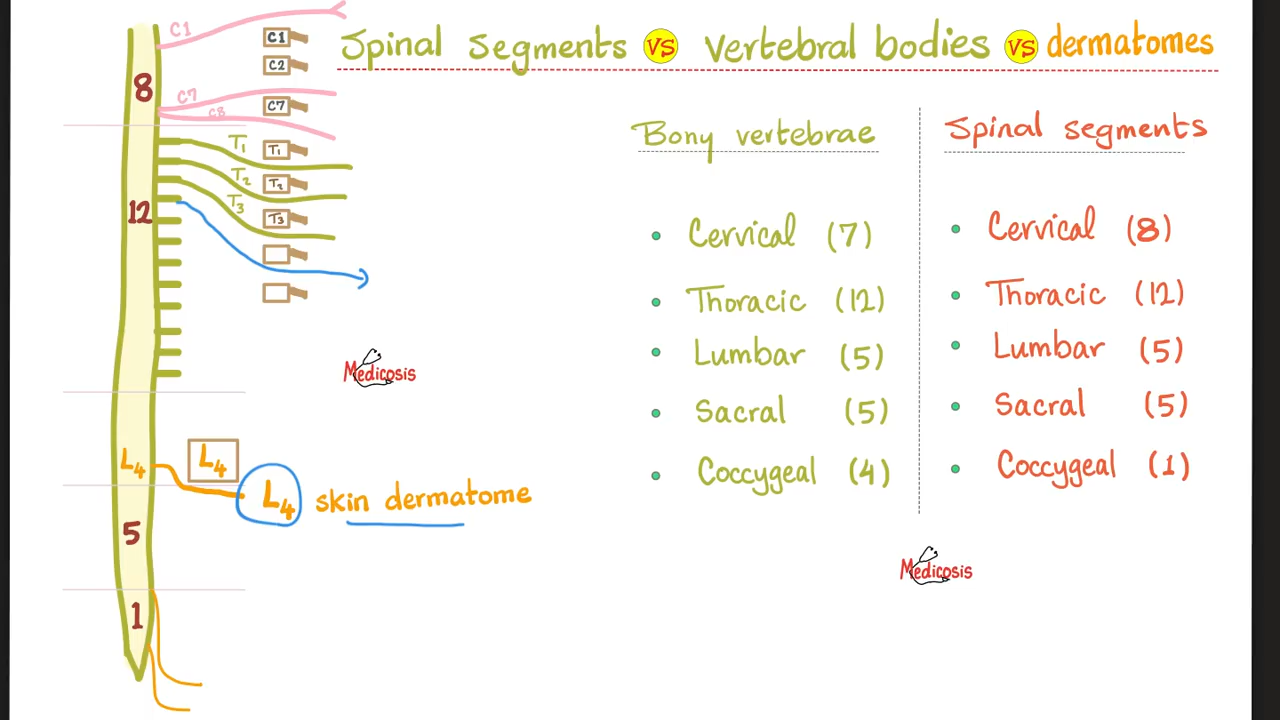 Spinal Segments vs Vertebral bodies vs dermatomes
C1
C1
C2
8
C7
C7
C8
T1
T1
T2
T2
T3
T3
12
Medicosis
L4
L4
L4 skin dermatome
5
1
Bony vertebrae
Cervical (7)
Thoracic (12)
Lumbar (5)
Sacral (5)
Coccygeal (4)
Spinal segments
Cervical (8)
Thoracic (12)
Lumbar (5)
Sacral (5)
Coccygeal (1)
Medicosis